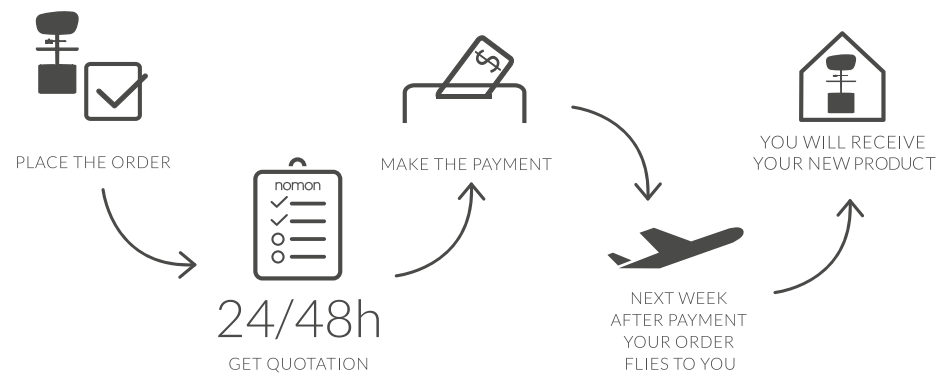 PLACE THE ORDER
nomon
24/48h
GET QUOTATION
$
MAKE THE PAYMENT
NEXT WEEK
AFTER PAYMENT
YOUR ORDER
FLIES TO YOU
YOU WILL RECEIVE
YOUR NEW PRODUCT